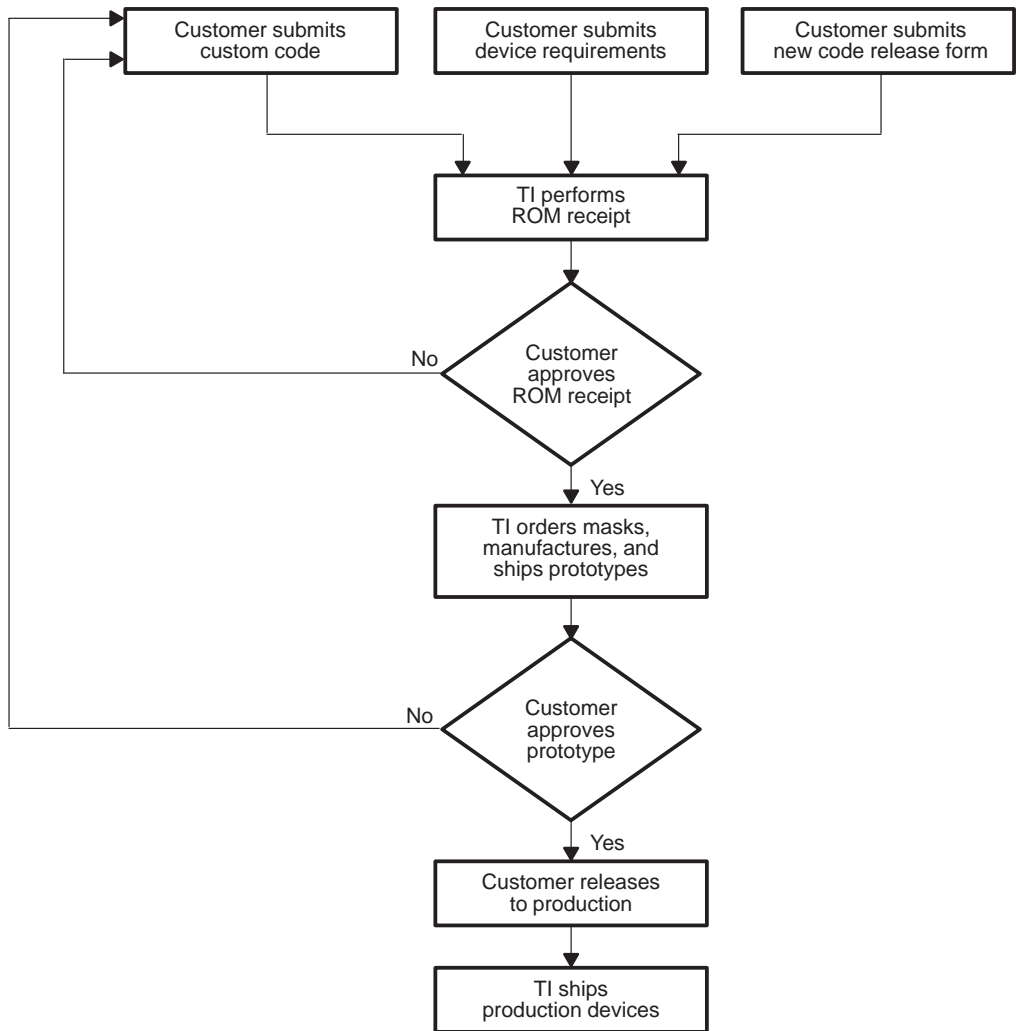 Customer submits
custom code
Customer submits
device requirements
Customer submits
new code release form
TI performs
ROM receipt
No
Customer
approves
ROM receipt
Yes
TI orders masks,
manufactures, and
ships prototypes
No
Customer
approves
prototype
Yes
Customer releases
to production
TI ships
production devices